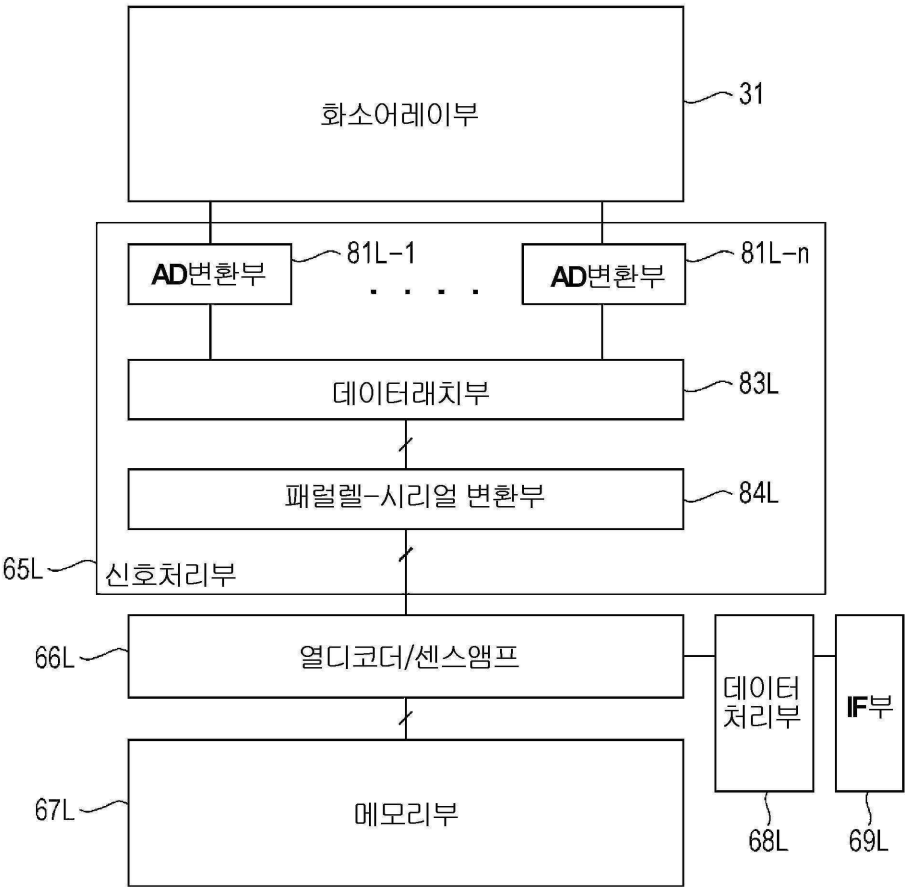 화소어레이부
31
AD변환부
81L-1
. . . .
AD변환부
81L-n
데이터래치부
83L
패럴렐-시리얼 변환부
84L
65L
신호처리부
66L
열디코더/센스앰프
데이터
처리부
IF부
67L
메모리부
68L
69L